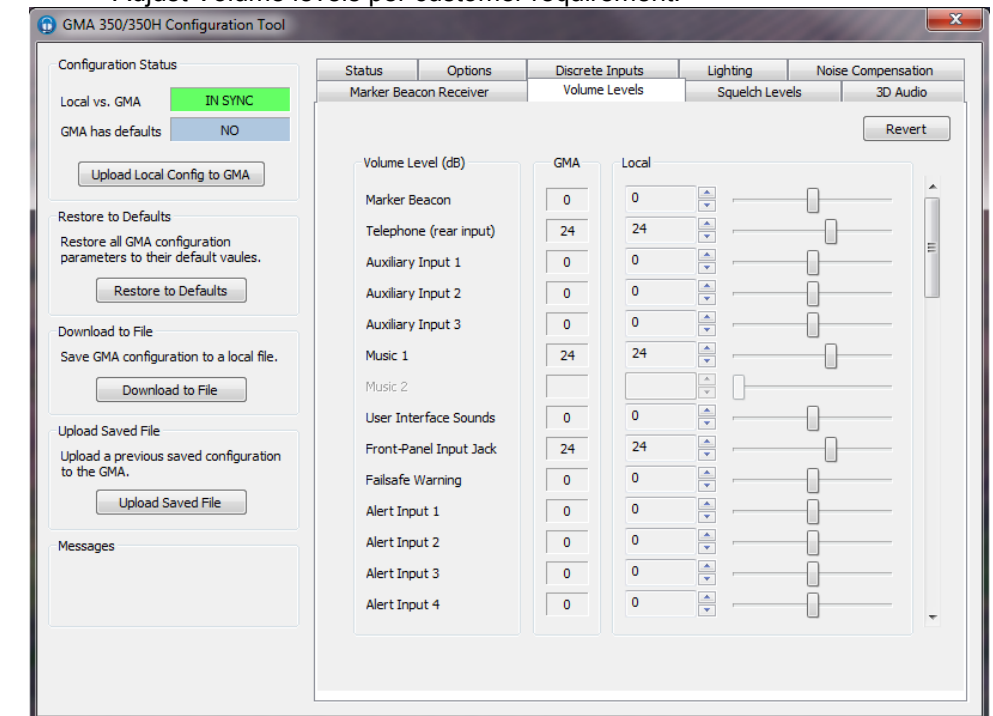 Adjust Volume levels per customer requirement.
GMA 350/350H Configuration Tool
Configuration Status
Local vs. GMA IN SYNC
GMA has defaults NO
Upload Local Config to GMA
Restore to Defaults
Restore all GMA configuration
parameters to their default vaules.
Restore to Defaults
Download to File
Save GMA configuration to a local file.
Download to File
Upload Saved File
Upload a previous saved configuration
to the GMA.
Upload Saved File
Messages
Status Options Discrete Inputs Lighting Noise Compensation
Marker Beacon Receiver Volume Levels Squelch Levels 3D Audio
Revert
Volume Level (dB) GMA Local
Marker Beacon 0 0
Telephone (rear input) 24 24
Auxiliary Input 1 0 0
Auxiliary Input 2 0 0
Auxiliary Input 3 0 0
Music 1 24 24
Music 2
User Interface Sounds 0 0
Front-Panel Input Jack 24 24
Failsafe Warning 0 0
Alert Input 1 0 0
Alert Input 2 0 0
Alert Input 3 0 0
Alert Input 4 0 0